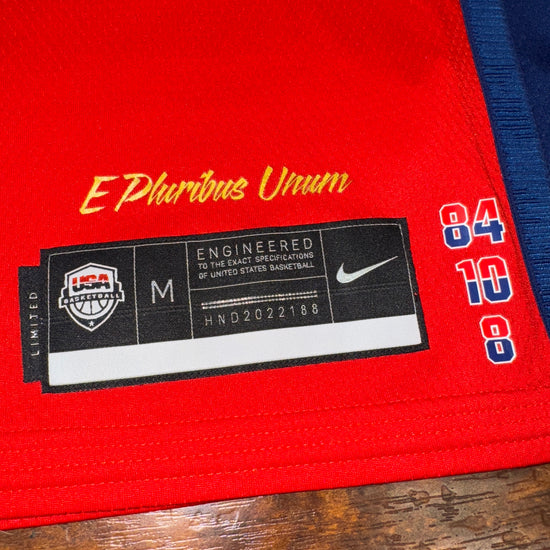 E Pluribus Unum
LIMITED
USA
BASKETBALL
M
ENGINEERED
TO THE EXACT SPECIFICATIONS
OF UNITED STATES BASKETBALL
HND2022188
84
10
8